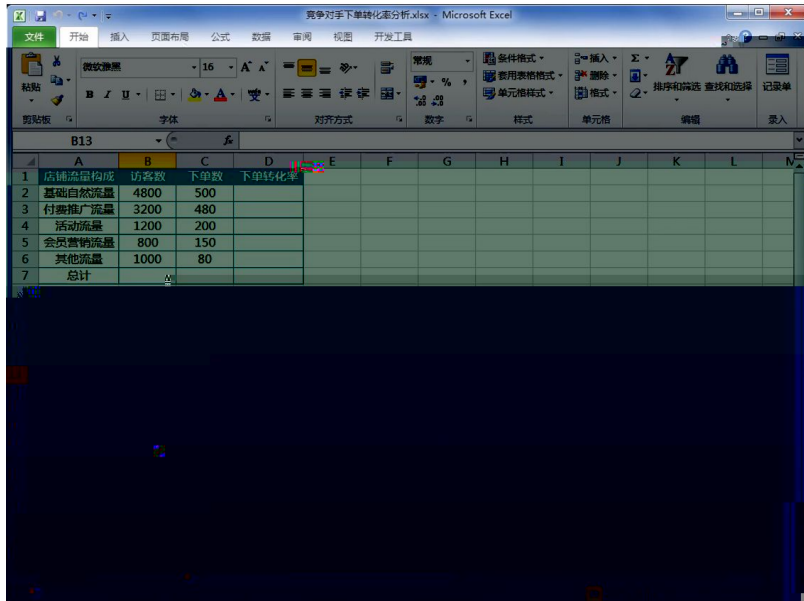 竞争对手下单转化率分析.xlsx - Microsoft Excel
文件 开始 插入 页面布局 公式 数据 审阅 视图 开发工具
微软雅黑 16 常规 条件格式 插入
粘贴 B I U 套用表格格式 删除 排序和筛选 查找和选择 记录单
单元格样式 格式
剪贴板 字体 对齐方式 数字 样式 单元格 编辑 录入
B13 fx
A B C D E F G H I J K L
1 店铺流量构成 访客数 下单数 下单转化率
2 基础自然流量 4800 500
3 付费推广流量 3200 480
4 活动流量 1200 200
5 会员营销流量 800 150
6 其他流量 1000 80
7 总计